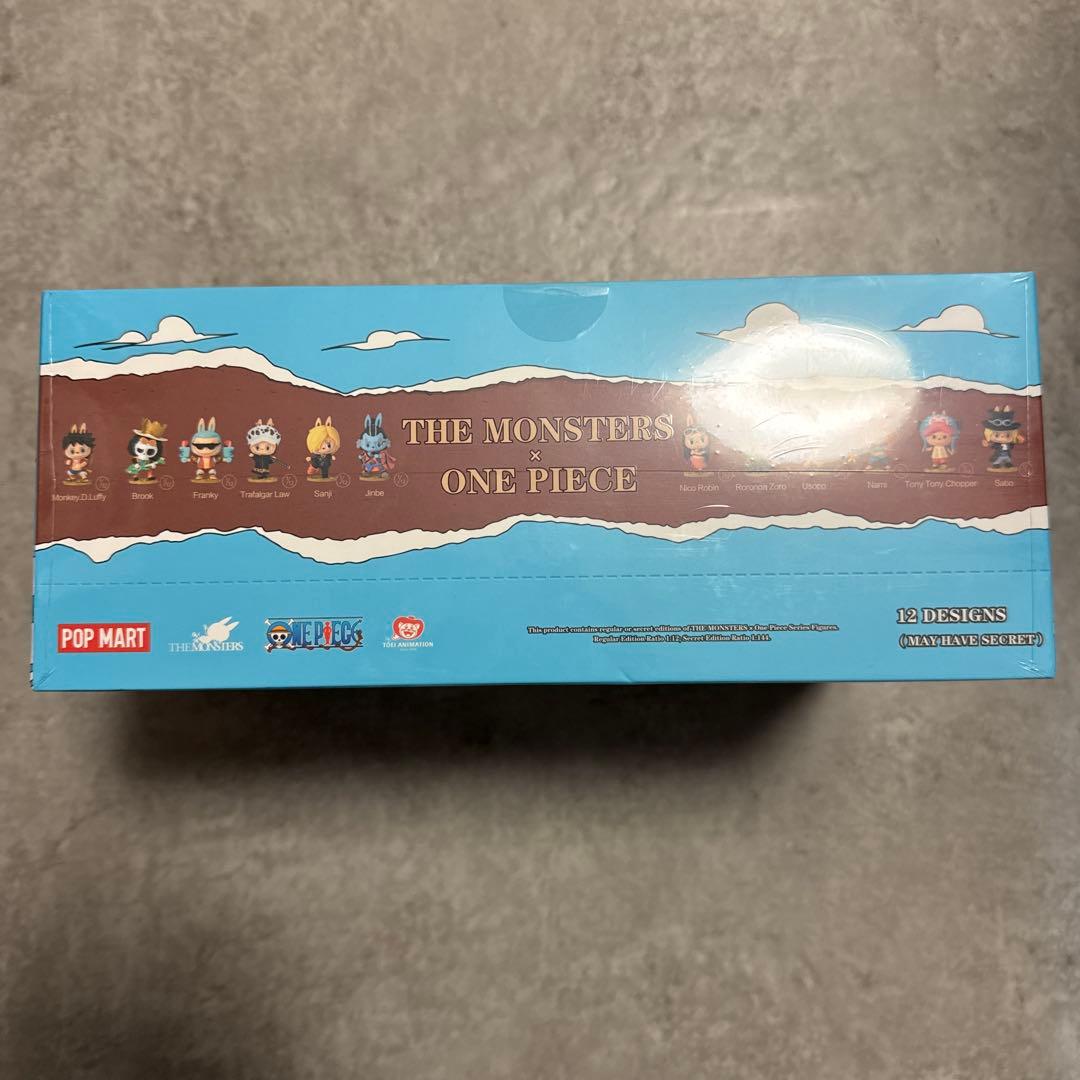 THE MONSTERS
×
ONE PIECE
Monkey.D.Luffy
Brook
Franky
Trafalgar Law
Sanji
Jinbe
Nico Robin
Roronoa Zoro
Usopp
Nami
Tony Tony Chopper
Sabo
POP MART
THE MONSTERS
ONE PIECE
TOEI ANIMATION
This product contains regular or secret editions of THE MONSTERS × One Piece Series Figures.
Regular Edition Ratio 1:12, Secret Edition Ratio 1:144.
12 DESIGNS
(MAY HAVE SECRET)